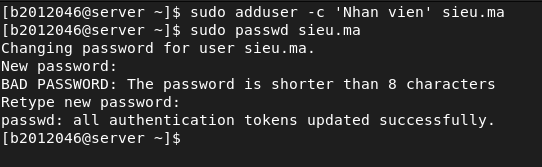 [b2012046@server ~]$ sudo adduser -c 'Nhan vien' sieu.ma
[b2012046@server ~]$ sudo passwd sieu.ma
Changing password for user sieu.ma.
New password:
BAD PASSWORD: The password is shorter than 8 characters
Retype new password:
passwd: all authentication tokens updated successfully.
[b2012046@server ~]$